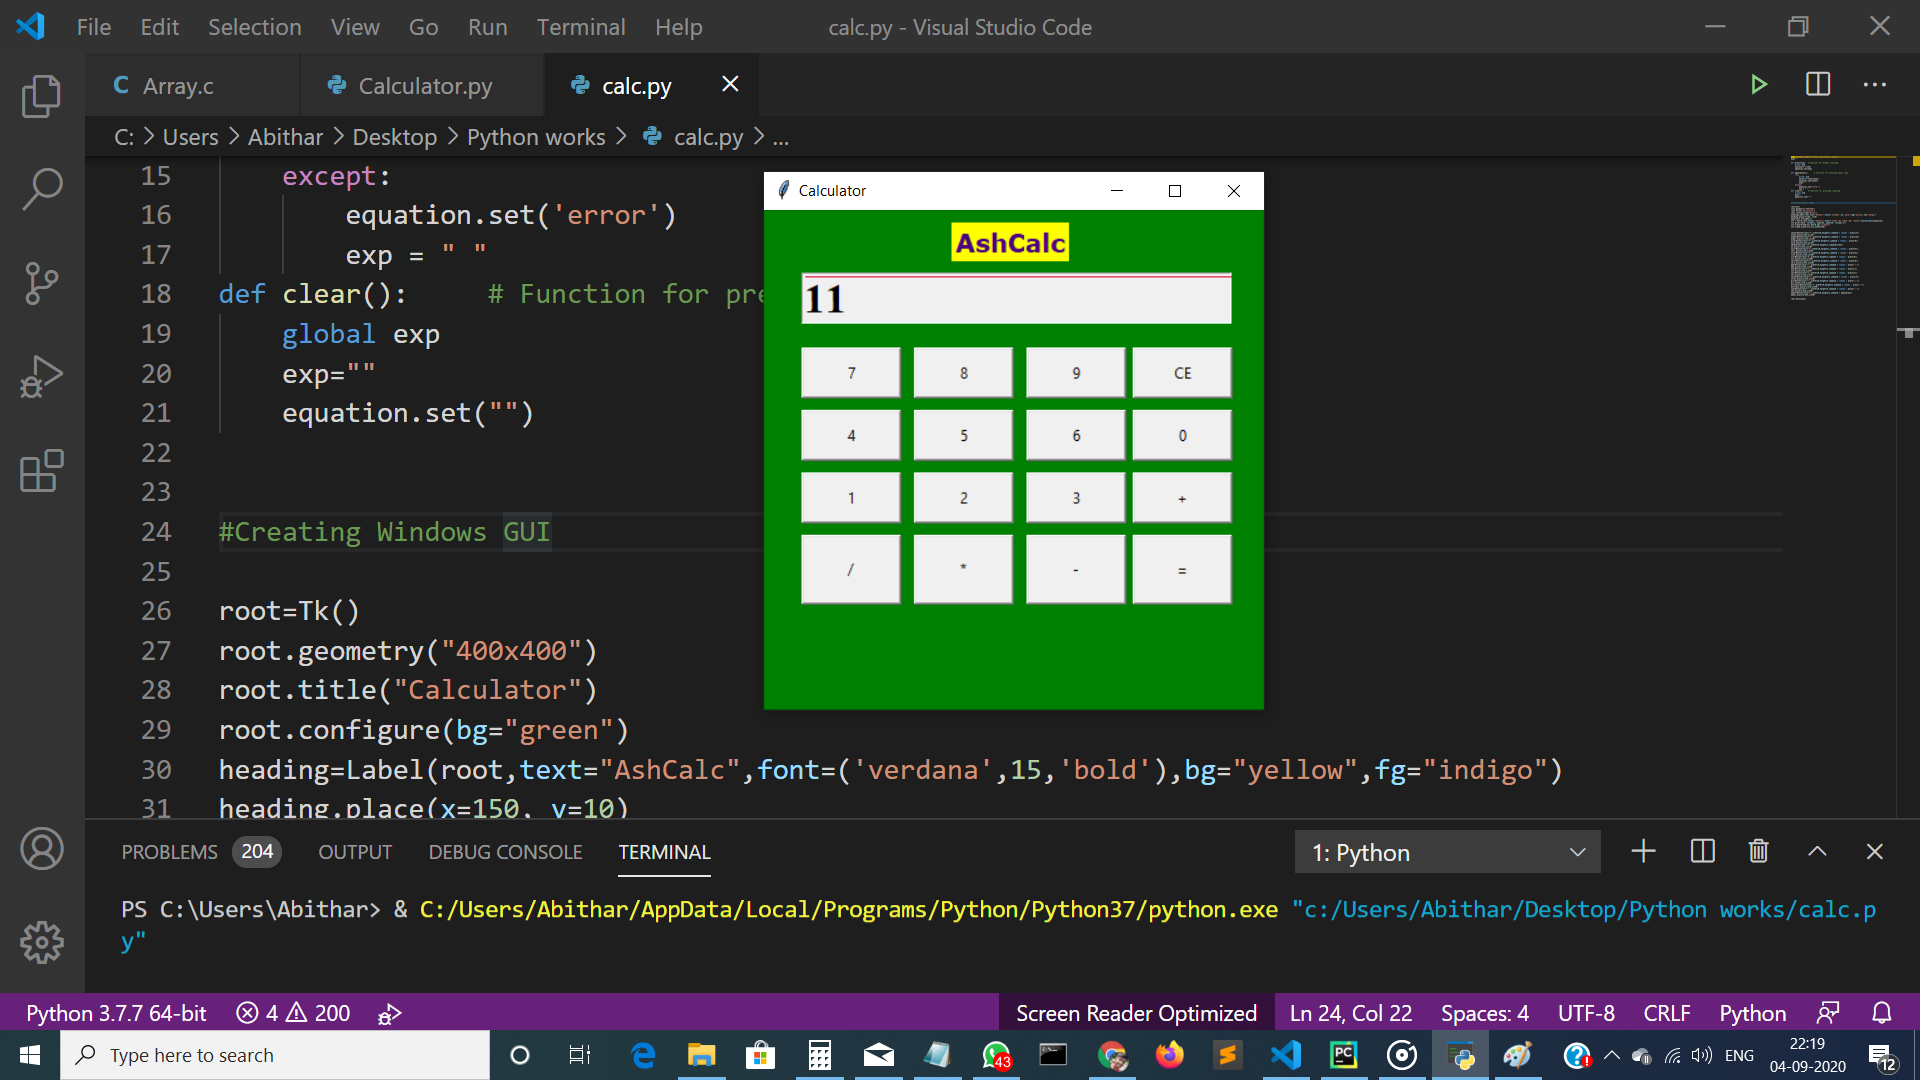 File Edit Selection View Go Run Terminal Help calc.py - Visual Studio Code
C Array.c Calculator.py calc.py
C: > Users > Abithar > Desktop > Python works > calc.py > ...
15 except:
16 equation.set('error')
17 exp = " "
18 def clear(): # Function for pre
19 global exp
20 exp=""
21 equation.set("")
22
23
24 #Creating Windows GUI
25
26 root=Tk()
27 root.geometry("400x400")
28 root.title("Calculator")
29 root.configure(bg="green")
30 heading=Label(root,text="AshCalc",font=('verdana',15,'bold'),bg="yellow",fg="indigo")
31 heading.place(x=150, y=10)
Calculator
AshCalc
11
7 8 9 CE
4 5 6 0
1 2 3 +
/ * - =
PROBLEMS 204 OUTPUT DEBUG CONSOLE TERMINAL 1: Python
PS C:\Users\Abithar> & C:/Users/Abithar/AppData/Local/Programs/Python/Python37/python.exe "c:/Users/Abithar/Desktop/Python works/calc.p
y"
Python 3.7.7 64-bit 4 200 Screen Reader Optimized Ln 24, Col 22 Spaces: 4 UTF-8 CRLF Python
Type here to search 43 PC ENG 22:19
04-09-2020 12